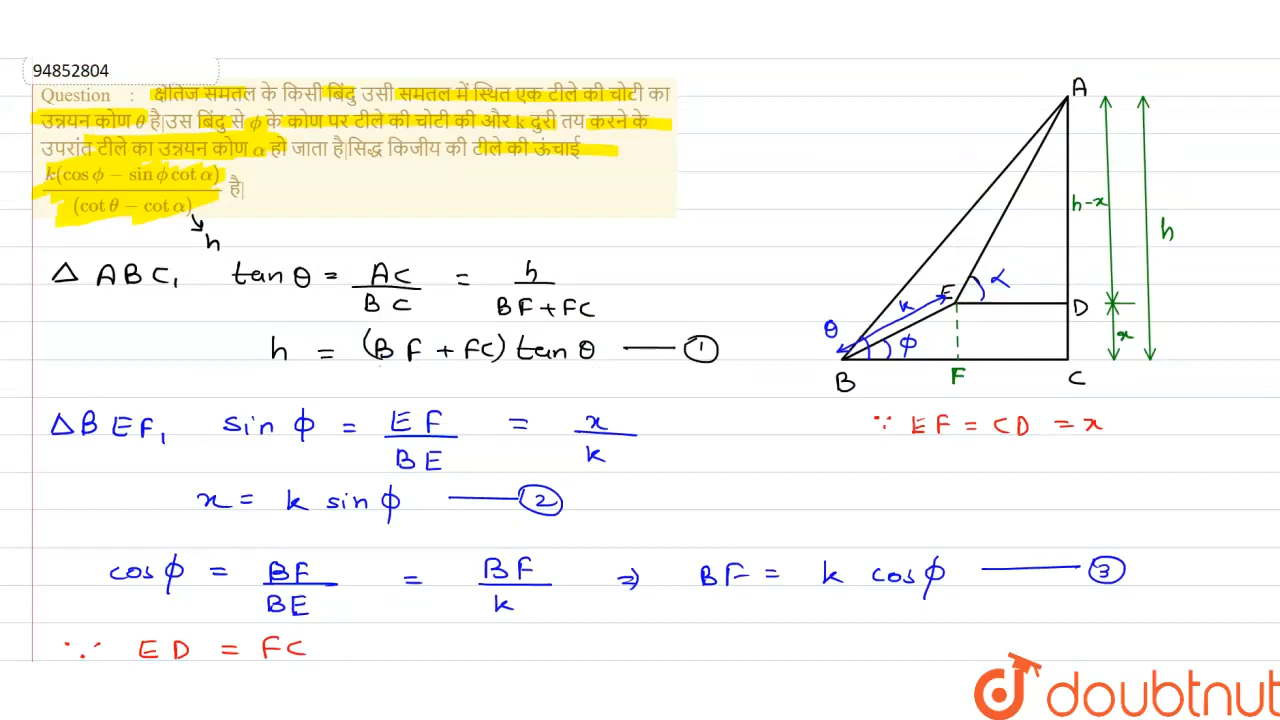 94852804
Question : क्षैतिज समतल के किसी बिंदु उसी समतल में स्थित एक टीले की चोटी का
उन्नयन कोण θ है|उस बिंदु से ϕ के कोण पर टीले की चोटी की और k दुरी तय करने के
उपरांत टीले का उन्नयन कोण α हो जाता है|सिद्ध किजीय की टीले की ऊंचाई
k(cos ϕ − sin ϕ cot α)
(cot θ − cot α) है|
h
△ ABC, tan θ = AC / BC = h / BF + FC
h = (BF + FC) tan θ — 1
△BEF, sin ϕ = EF / BE = x / k
x = k sin ϕ — 2
cos ϕ = BF / BE = BF / k ⇒ BF = k cos ϕ — 3
∵ ED = FC
A
h-x
h
E
α
k
D
θ
ϕ
x
B
F
C
∵ EF = CD = x
doubtnut